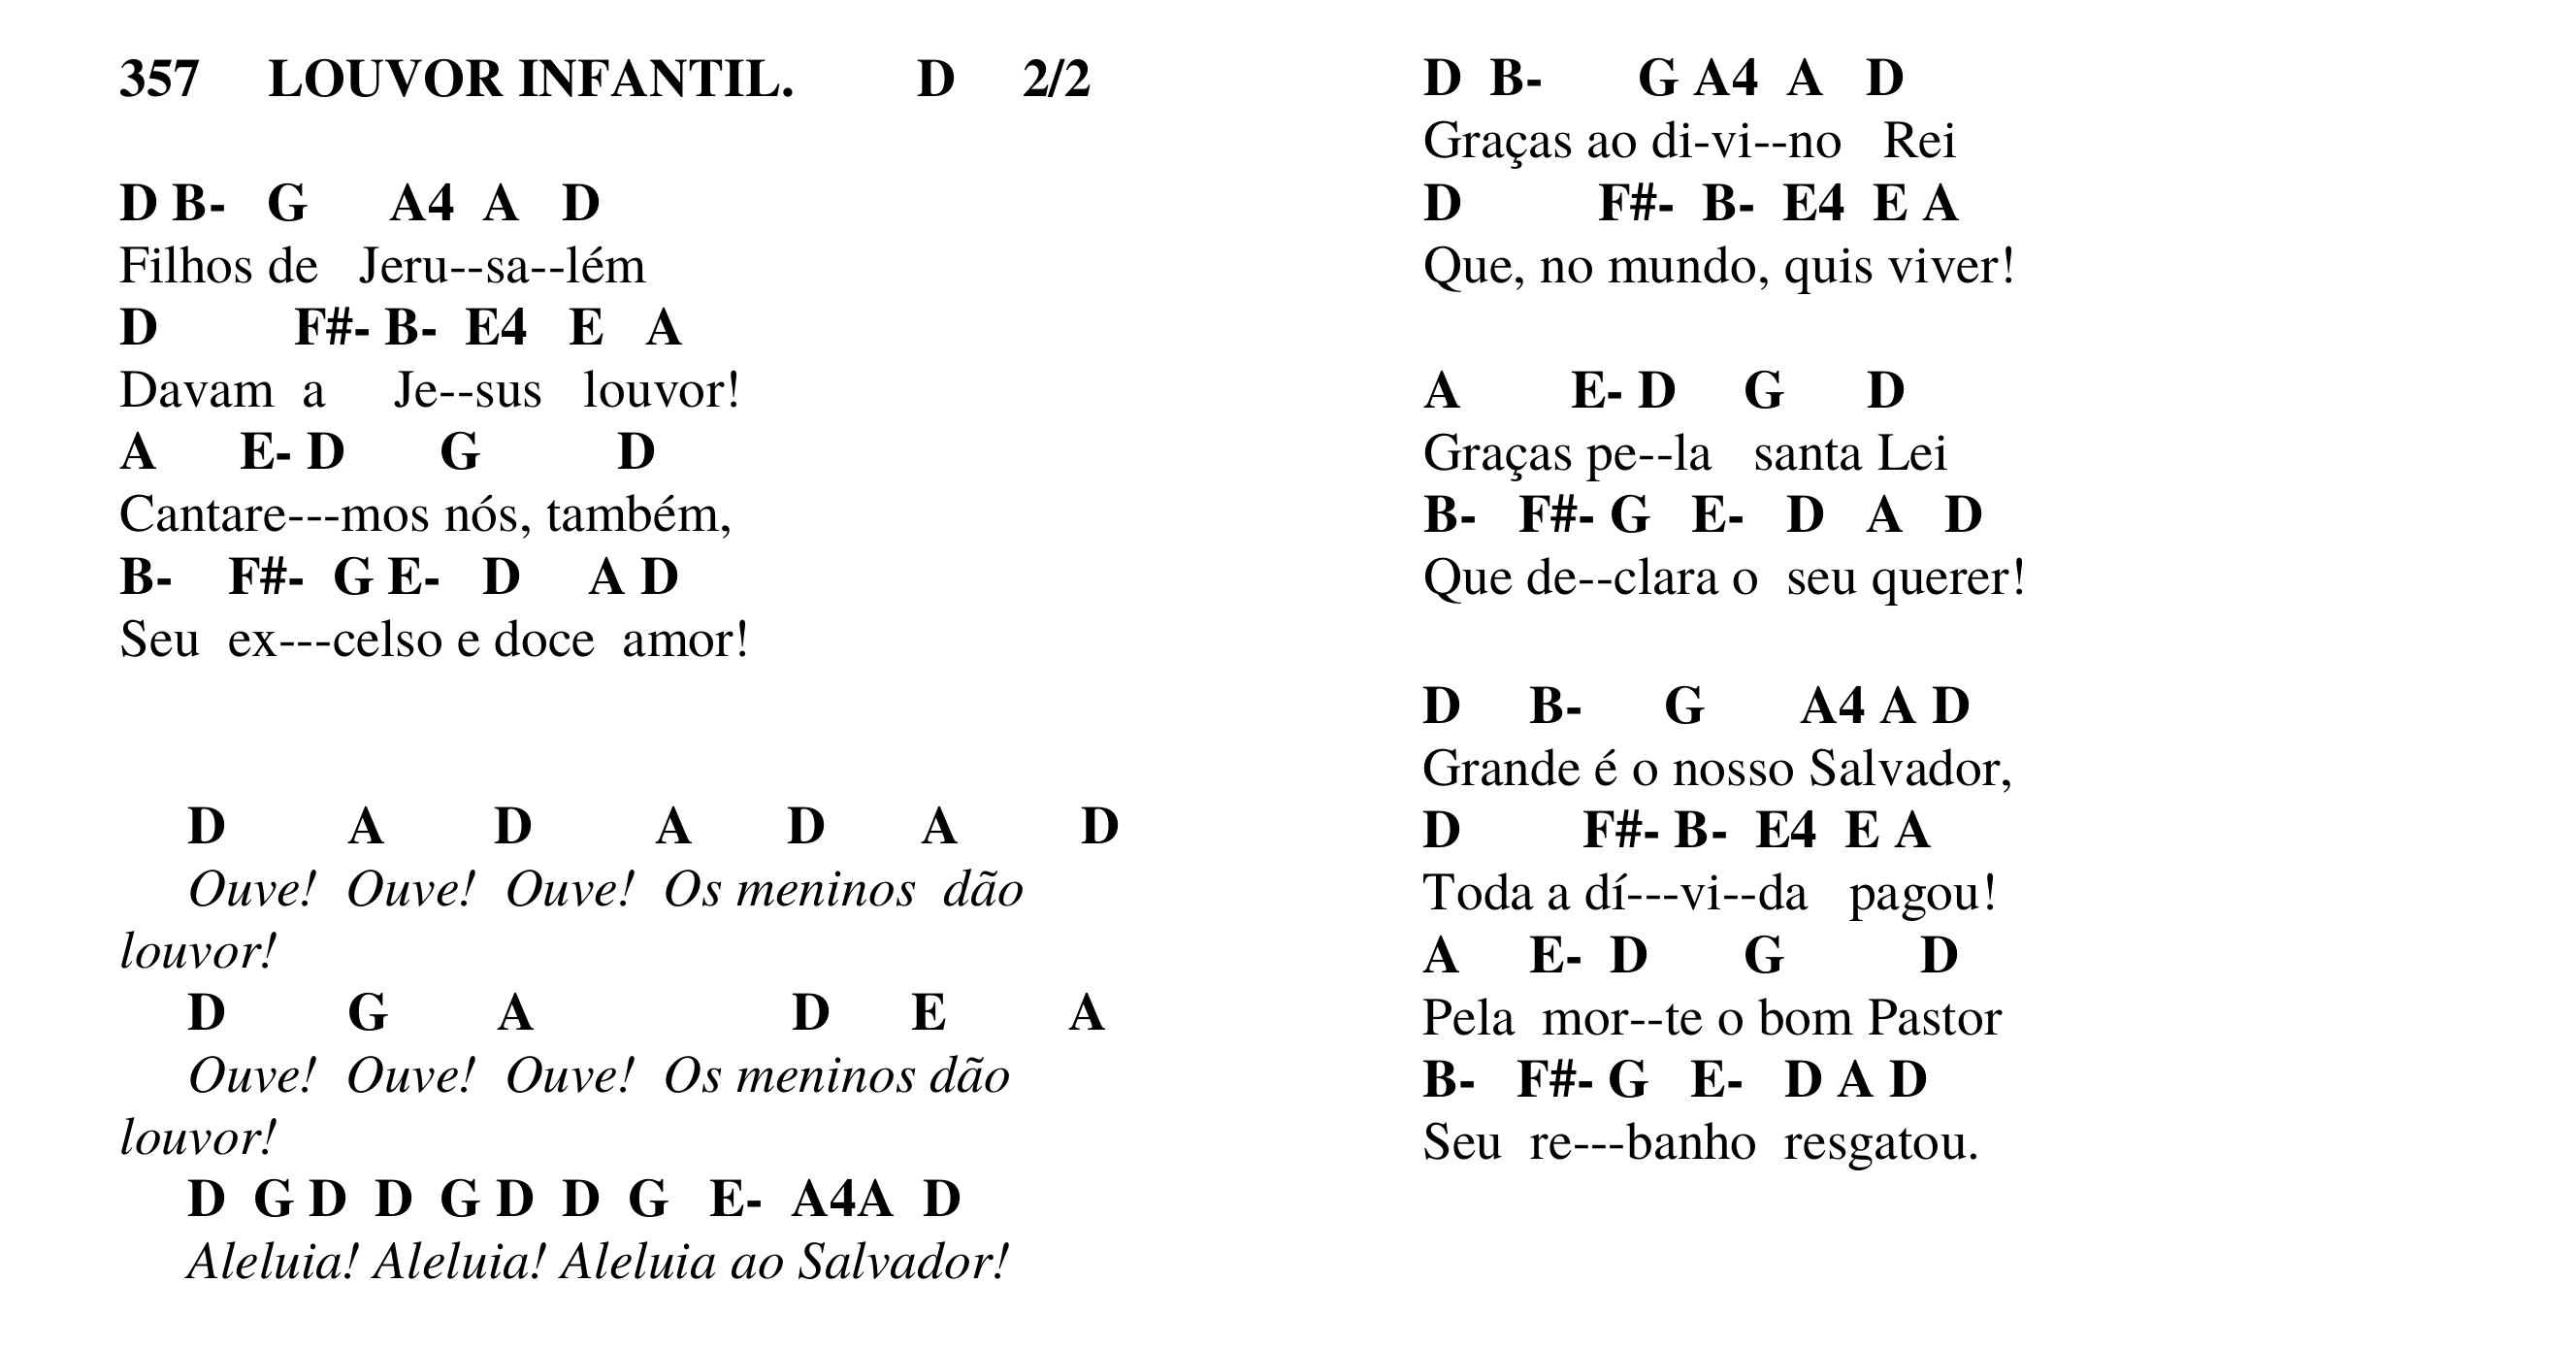 357     LOUVOR INFANTIL.         D     2/2
D B-   G      A4  A   D
Filhos de   Jeru--sa--lém
D          F#- B-  E4   E   A
Davam  a     Je--sus   louvor!
A      E- D       G          D
Cantare---mos nós, também,
B-    F#-  G E-   D     A D
Seu  ex---celso e doce  amor!
D         A        D         A       D       A         D
Ouve!  Ouve!  Ouve!  Os meninos  dão
louvor!
D         G        A                   D      E         A
Ouve!  Ouve!  Ouve!  Os meninos dão
louvor!
D  G D  D  G D  D  G   E-  A4A  D
Aleluia! Aleluia! Aleluia ao Salvador!
D  B-       G A4  A   D
Graças ao di-vi--no   Rei
D          F#-  B-  E4  E A
Que, no mundo, quis viver!
A        E- D     G      D
Graças pe--la   santa Lei
B-   F#- G   E-   D   A   D
Que de--clara o  seu querer!
D     B-      G       A4 A D
Grande é o nosso Salvador,
D         F#- B-  E4  E A
Toda a dí---vi--da   pagou!
A     E-  D       G          D
Pela  mor--te o bom Pastor
B-   F#- G   E-   D A D
Seu  re---banho  resgatou.